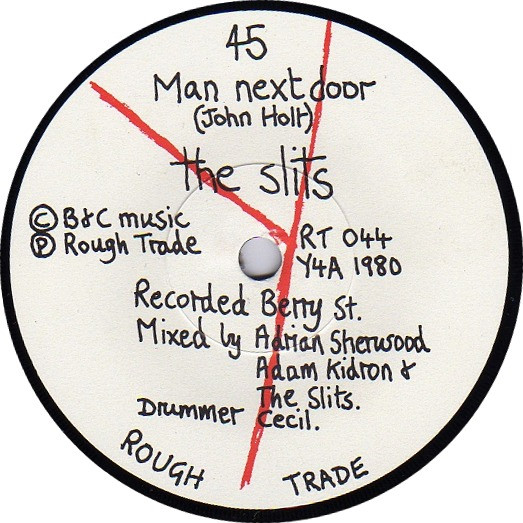 45
Man next door
(John Holt)
the slits
© B&C music
℗ Rough Trade
RT 044
Y4A 1980
Recorded Berry St.
Mixed by Adrian Sherwood
Adam Kidron &
The Slits.
Drummer Cecil.
ROUGH TRADE